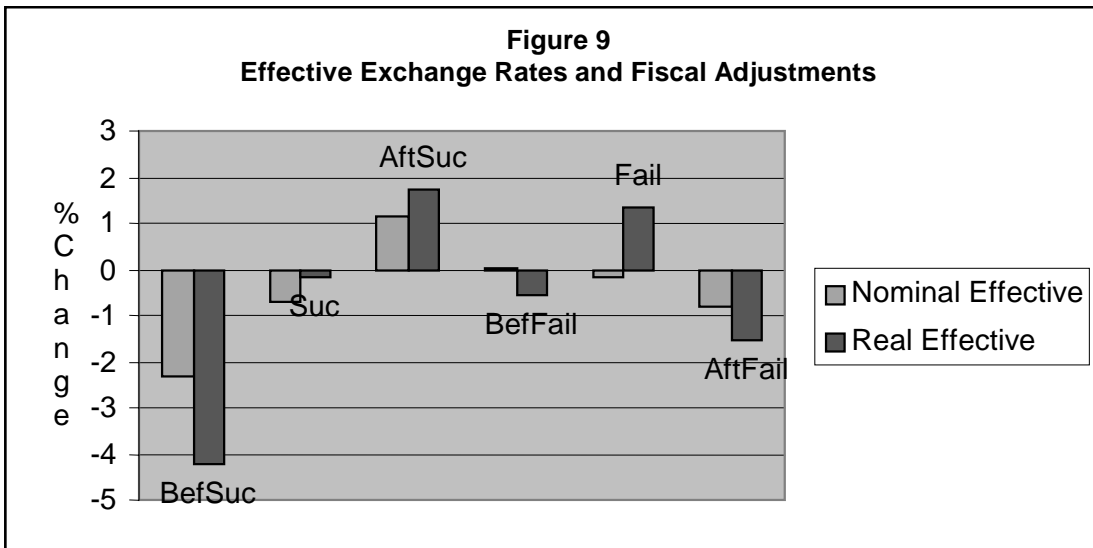 Figure 9
Effective Exchange Rates and Fiscal Adjustments
3
2
1
0
-1
-2
-3
-4
-5
% Change
AftSuc
Fail
Suc
BefFail
AftFail
BefSuc
Nominal Effective
Real Effective